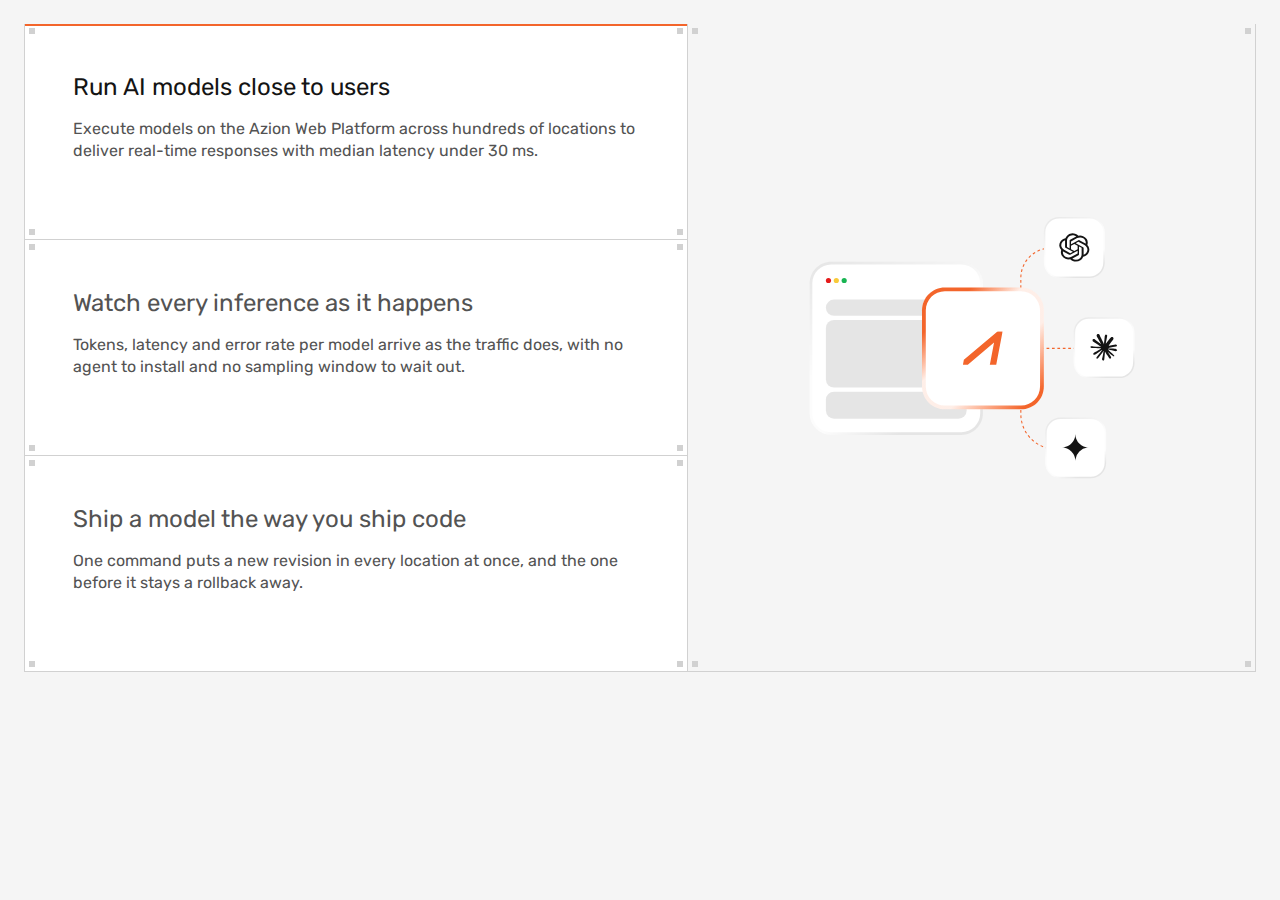 Run AI models close to users
Execute models on the Azion Web Platform across hundreds of locations to
deliver real-time responses with median latency under 30 ms.
Watch every inference as it happens
Tokens, latency and error rate per model arrive as the traffic does, with no
agent to install and no sampling window to wait out.
Ship a model the way you ship code
One command puts a new revision in every location at once, and the one
before it stays a rollback away.